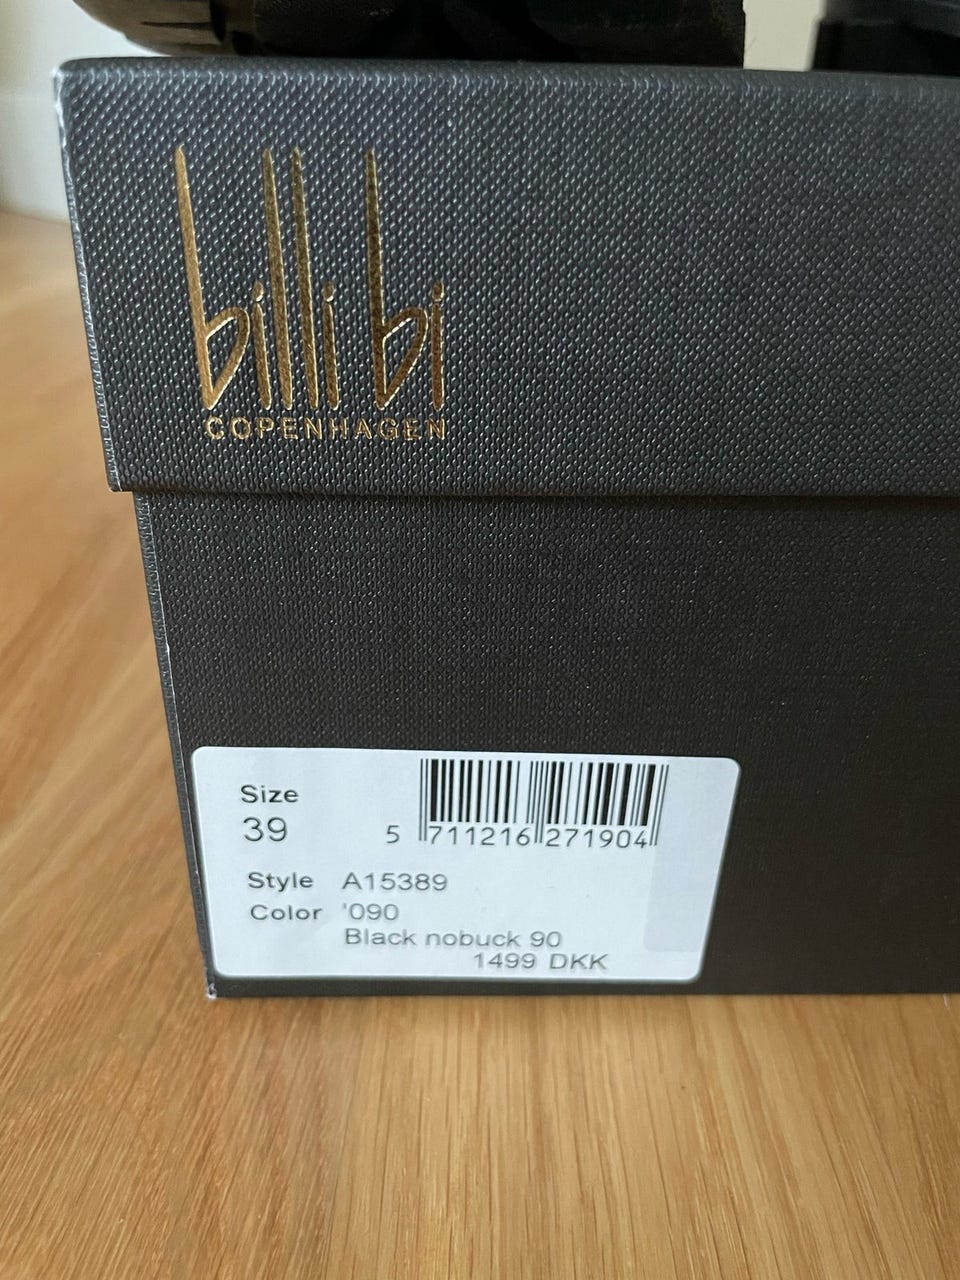 billi bi
COPENHAGEN
Size
39
5 711216 271904
Style A15389
Color '090
Black nobuck 90
1499 DKK